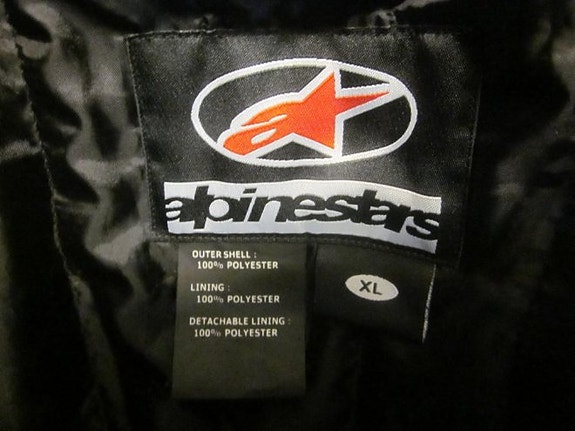 alpinestars
OUTER SHELL :
100% POLYESTER
XL
LINING :
100% POLYESTER
DETACHABLE LINING :
100% POLYESTER